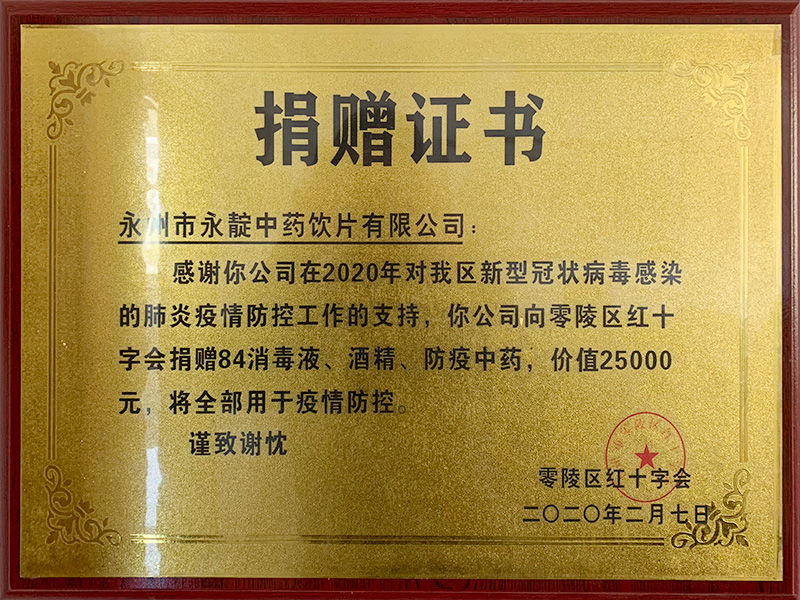 捐赠证书
永州市永靛中药饮片有限公司：
感谢你公司在2020年对我区新型冠状病毒感染
的肺炎疫情防控工作的支持，你公司向零陵区红十
字会捐赠84消毒液、酒精、防疫中药，价值25000
元，将全部用于疫情防控。
谨致谢忱
零陵区红十字会
二〇二〇年二月七日